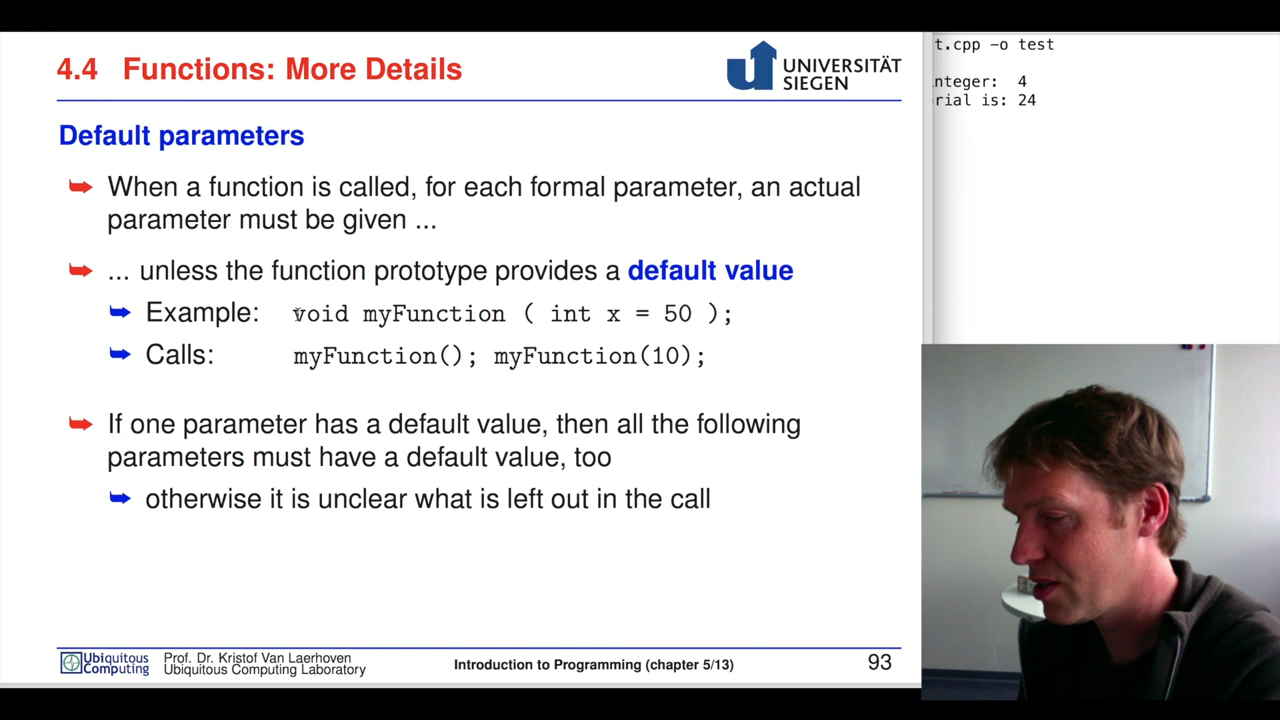 4.4 Functions: More Details
UNIVERSITÄT
SIEGEN
Default parameters
When a function is called, for each formal parameter, an actual
parameter must be given ...
... unless the function prototype provides a default value
Example: void myFunction ( int x = 50 );
Calls: myFunction(); myFunction(10);
If one parameter has a default value, then all the following
parameters must have a default value, too
otherwise it is unclear what is left out in the call
Ubiquitous
Computing
Prof. Dr. Kristof Van Laerhoven
Ubiquitous Computing Laboratory
Introduction to Programming (chapter 5/13)
93
t.cpp -o test
nteger: 4
rial is: 24